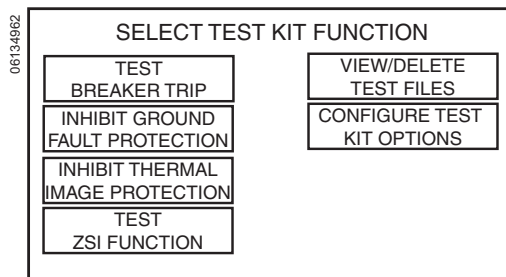 06134962
SELECT TEST KIT FUNCTION
TEST
BREAKER TRIP
INHIBIT GROUND
FAULT PROTECTION
INHIBIT THERMAL
IMAGE PROTECTION
TEST
ZSI FUNCTION
VIEW/DELETE
TEST FILES
CONFIGURE TEST
KIT OPTIONS